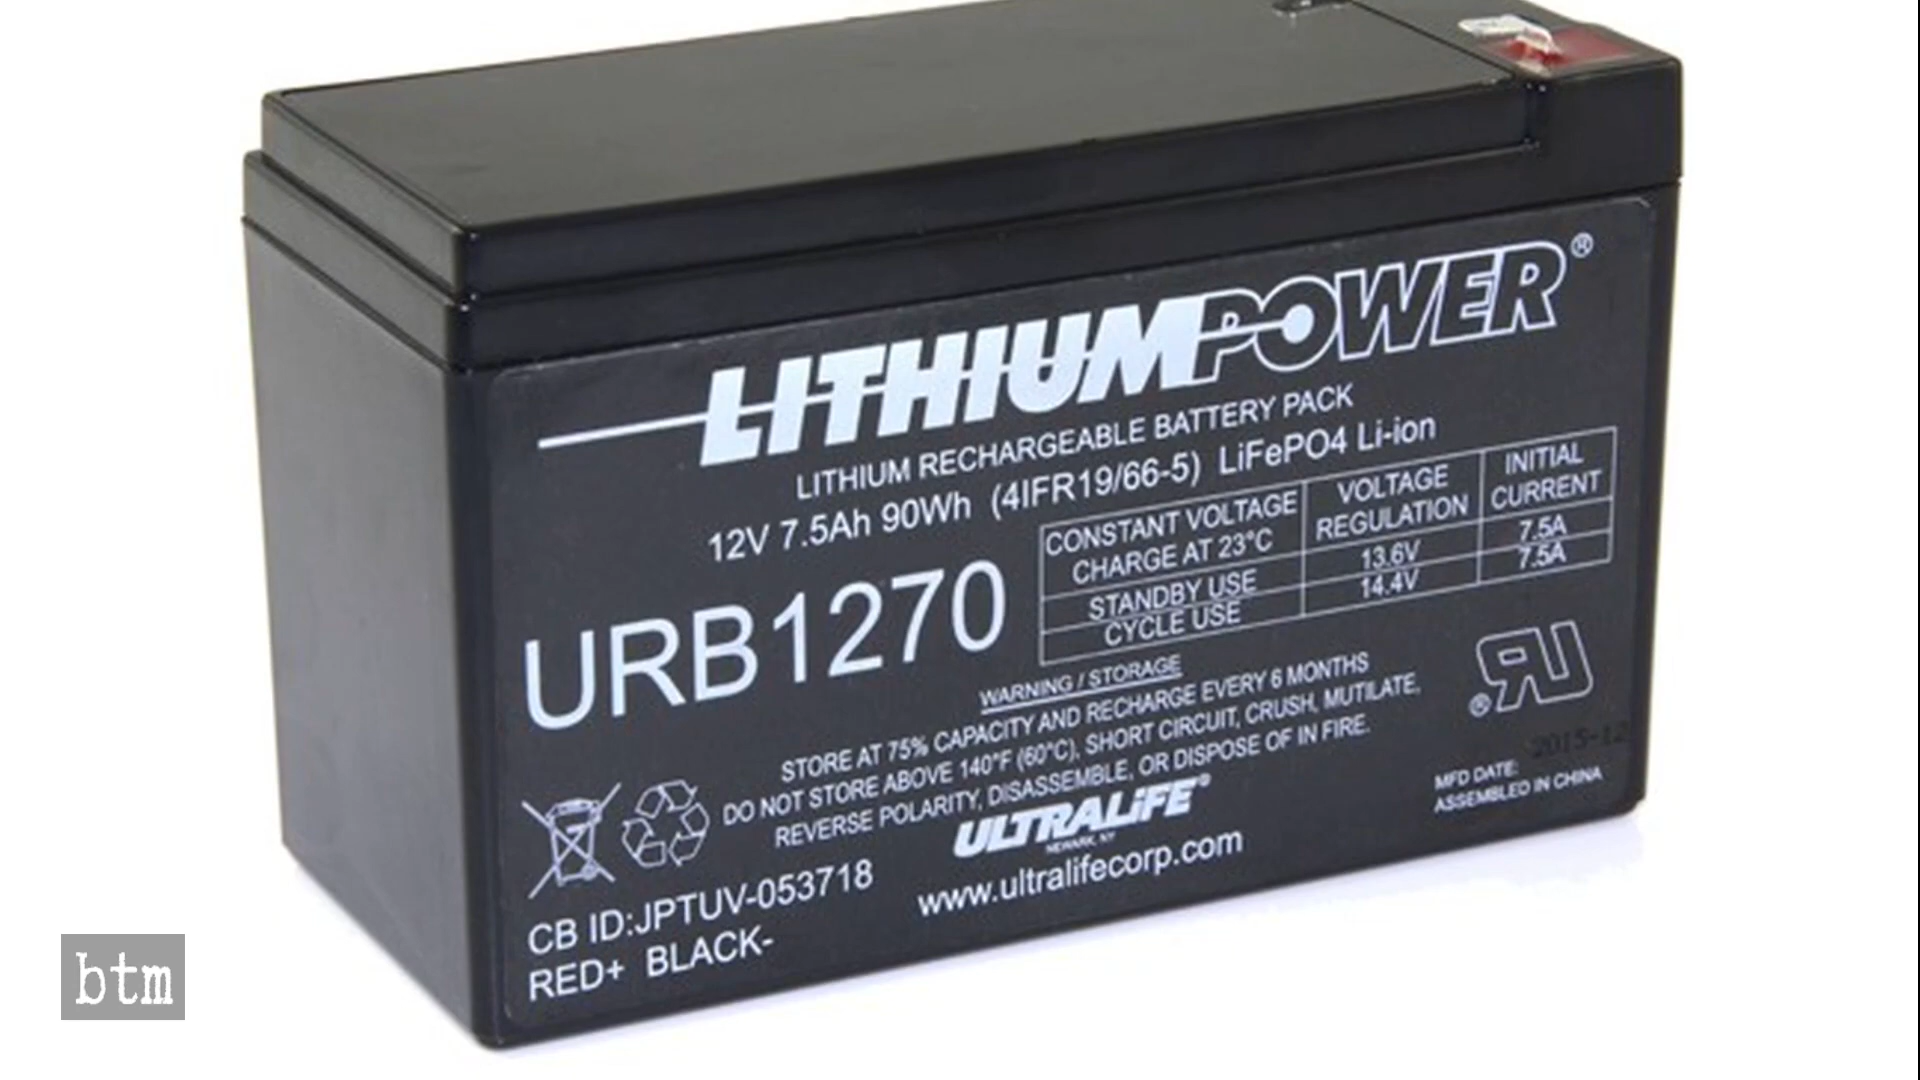 LITHIUMPOWER®
LITHIUM RECHARGEABLE BATTERY PACK
12V 7.5Ah 90Wh (4IFR19/66-5) LiFePO4 Li-ion
URB1270
CONSTANT VOLTAGE CHARGE AT 23°C VOLTAGE REGULATION INITIAL CURRENT
STANDBY USE 13.6V 7.5A
CYCLE USE 14.4V 7.5A
WARNING / STORAGE
STORE AT 75% CAPACITY AND RECHARGE EVERY 6 MONTHS
DO NOT STORE ABOVE 140°F (60°C), SHORT CIRCUIT, CRUSH, MUTILATE,
REVERSE POLARITY, DISASSEMBLE, OR DISPOSE OF IN FIRE.
RU®
2015-12
MFD DATE:
ASSEMBLED IN CHINA
ULTRALiFE®
NEWARK, NY
www.ultralifecorp.com
CB ID:JPTUV-053718
RED+ BLACK-
btm